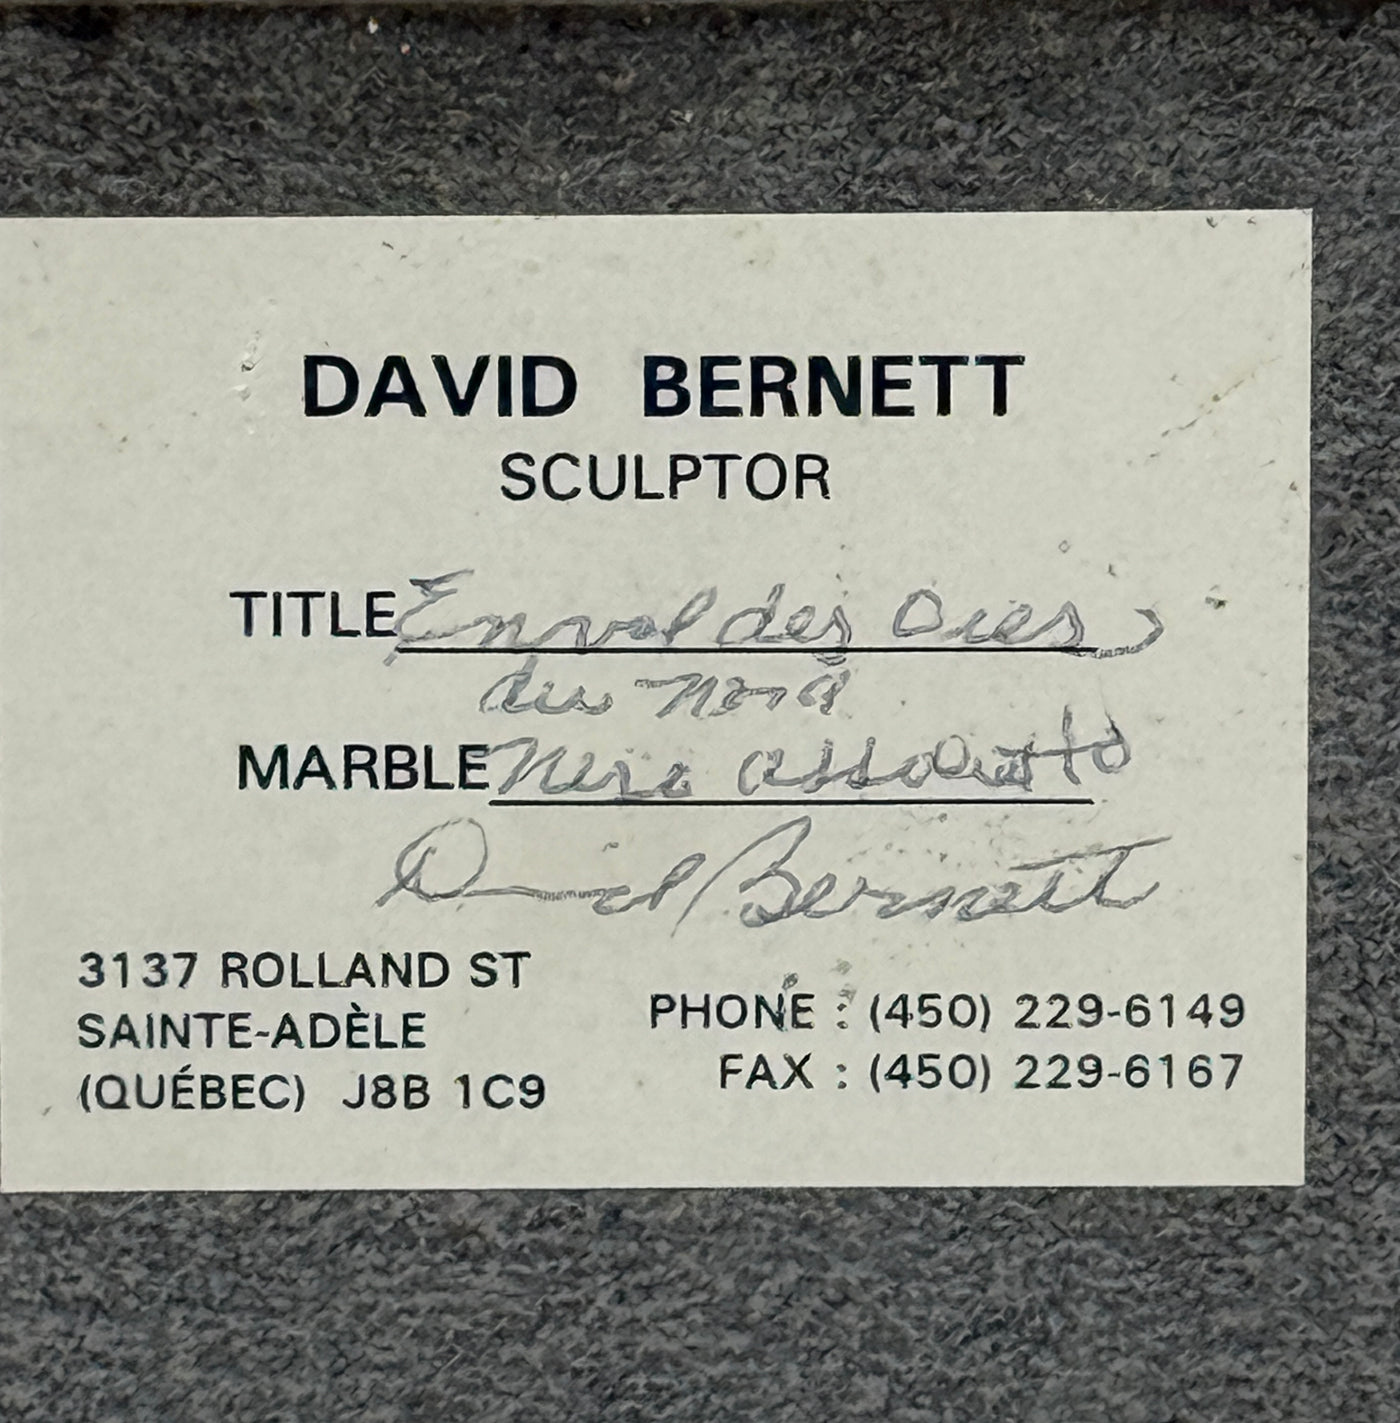 DAVID BERNETT
SCULPTOR
TITLE Envol des Oies
du Nord
MARBLE Nero assoluto
David Bernett
3137 ROLLAND ST
SAINTE-ADÈLE
(QUÉBEC) J8B 1C9
PHONE : (450) 229-6149
FAX : (450) 229-6167